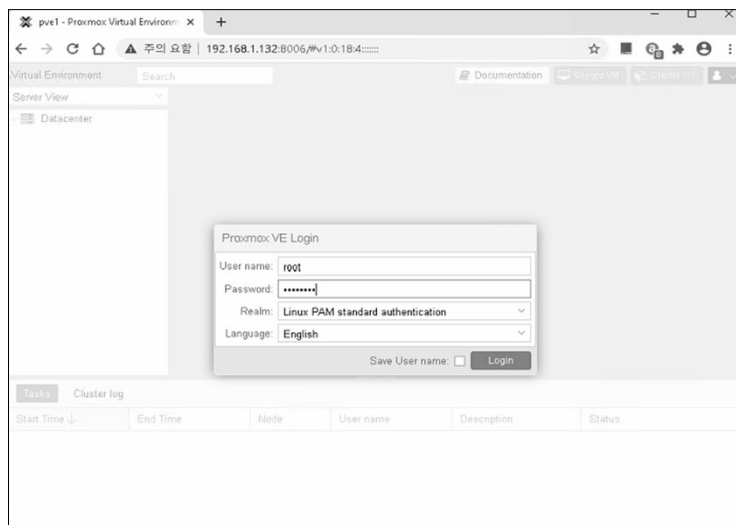 pve1 - Proxmox Virtual Environm
주의 요함 | 192.168.1.132:8006/#v1:0:18:4:::::::
Virtual Environment Search Documentation Create VM Create CT
Server View
Datacenter
Proxmox VE Login
User name: root
Password: ••••••••
Realm: Linux PAM standard authentication
Language: English
Save User name: Login
Tasks Cluster log
Start Time End Time Node User name Description Status